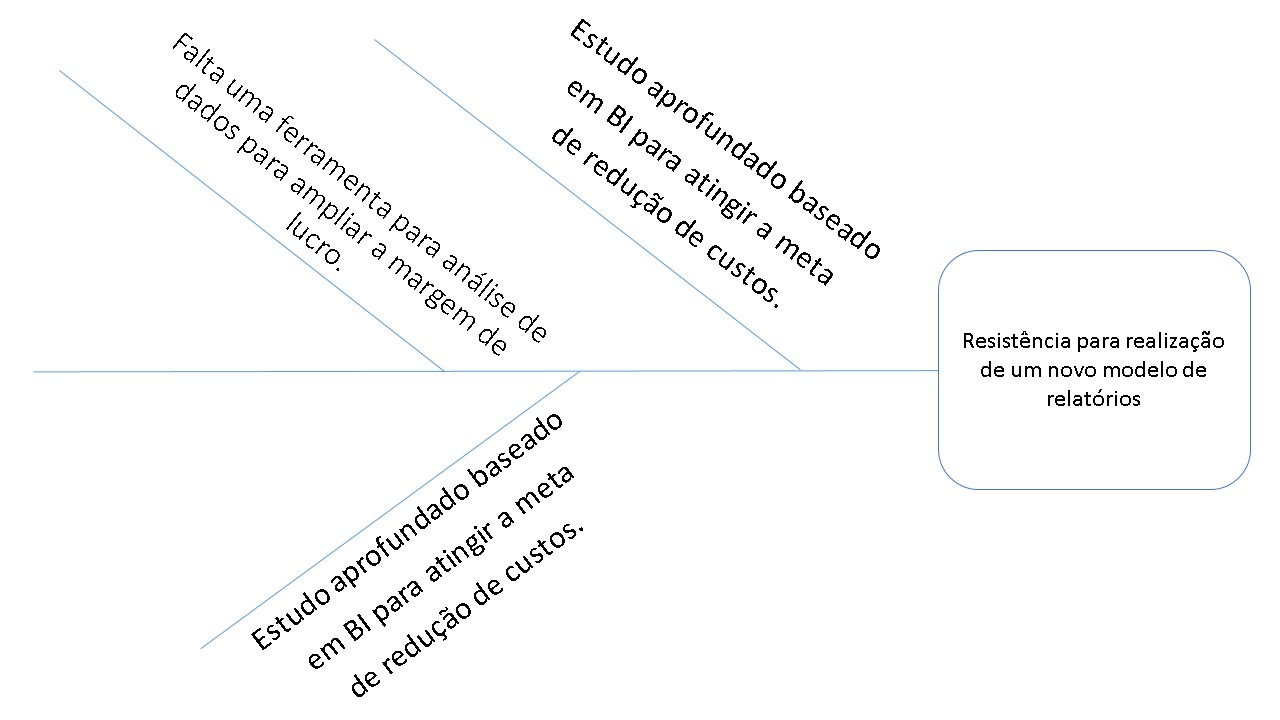 Falta uma ferramenta para análise de
dados para ampliar a margem de
lucro.
Estudo aprofundado baseado
em BI para atingir a meta
de redução de custos.
Resistência para realização
de um novo modelo de
relatórios
Estudo aprofundado baseado
em BI para atingir a meta
de redução de custos.